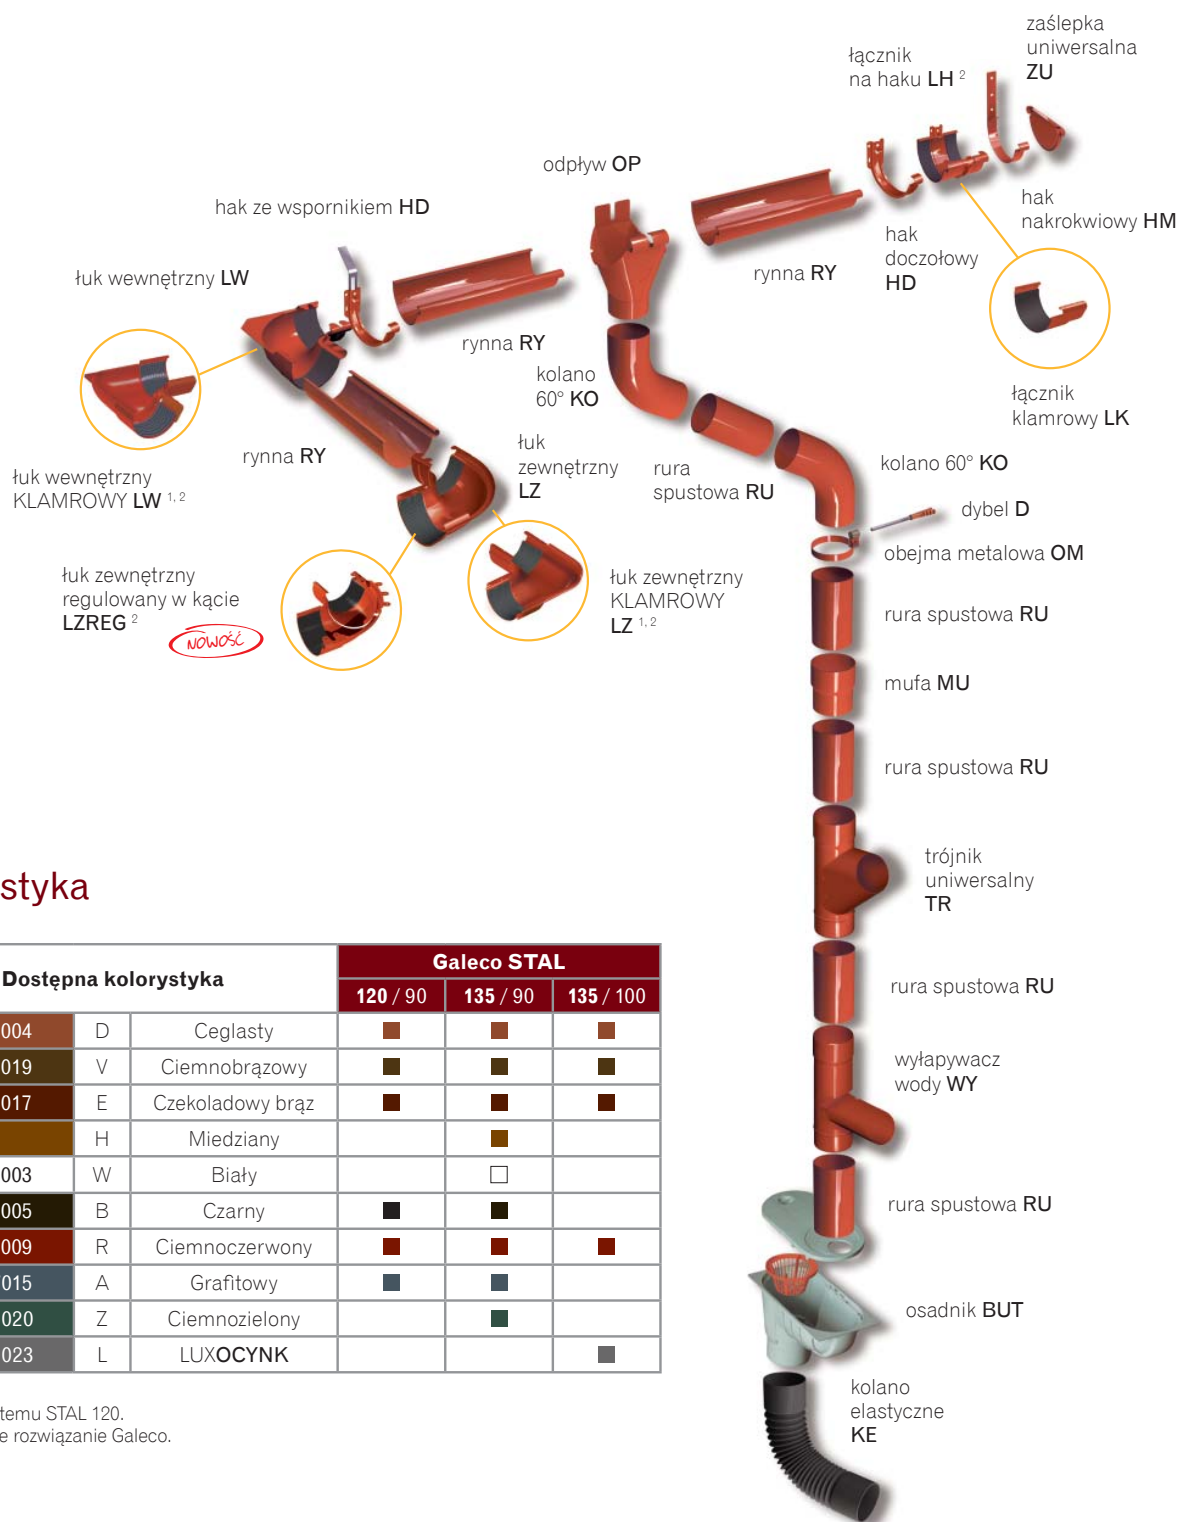 zaślepka
uniwersalna
ZU
łącznik
na haku LH 2
odpływ OP
hak ze wspornikiem HD
hak
nakrokwiowy HM
hak
doczołowy
HD
rynna RY
łuk wewnętrzny LW
rynna RY
kolano
60° KO
łącznik
klamrowy LK
łuk
zewnętrzny
LZ
rynna RY
rura
spustowa RU
kolano 60° KO
łuk wewnętrzny
KLAMROWY LW 1, 2
dybel D
obejma metalowa OM
łuk zewnętrzny
regulowany w kącie
LZREG 2
NOWOŚĆ
łuk zewnętrzny
KLAMROWY
LZ 1, 2
rura spustowa RU
mufa MU
rura spustowa RU
trójnik
uniwersalny
TR
rura spustowa RU
wyłapywacz
wody WY
rura spustowa RU
osadnik BUT
kolano
elastyczne
KE
styka
Dostępna kolorystyka
Galeco STAL
120 / 90 135 / 90 135 / 100
004 D Ceglasty
019 V Ciemnobrązowy
017 E Czekoladowy brąz
H Miedziany
003 W Biały
005 B Czarny
009 R Ciemnoczerwony
015 A Grafitowy
020 Z Ciemnozielony
023 L LUXOCYNK
temu STAL 120.
e rozwiązanie Galeco.